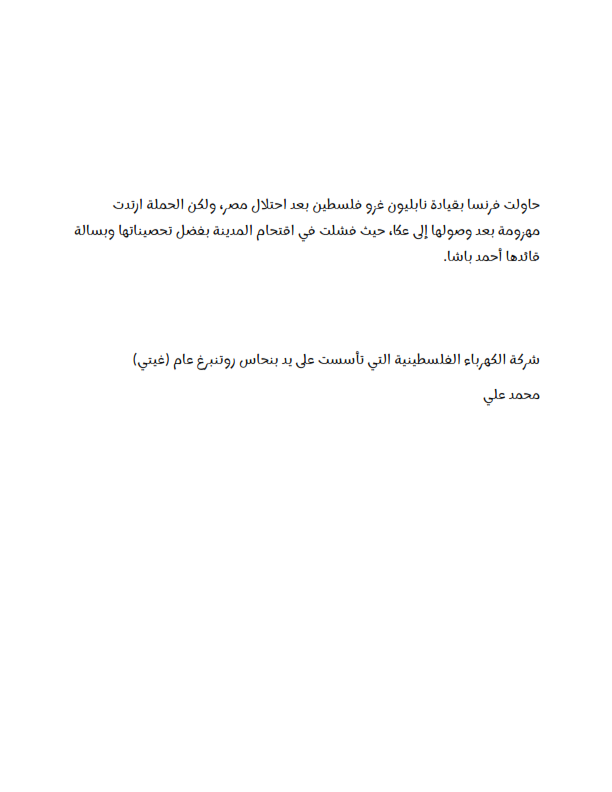 حاولت فرنسا بقيادة نابليون غزو فلسطين بعد احتلال مصر، ولكن الحملة ارتدت
مهزومة بعد وصولها إلى عكا، حيث فشلت في اقتحام المدينة بفضل تحصيناتها وبسالة
قائدها أحمد باشا.
شركة الكهرباء الفلسطينية التي تأسست على يد بنحاس روتنبرغ عام (غيتي)
محمد علي